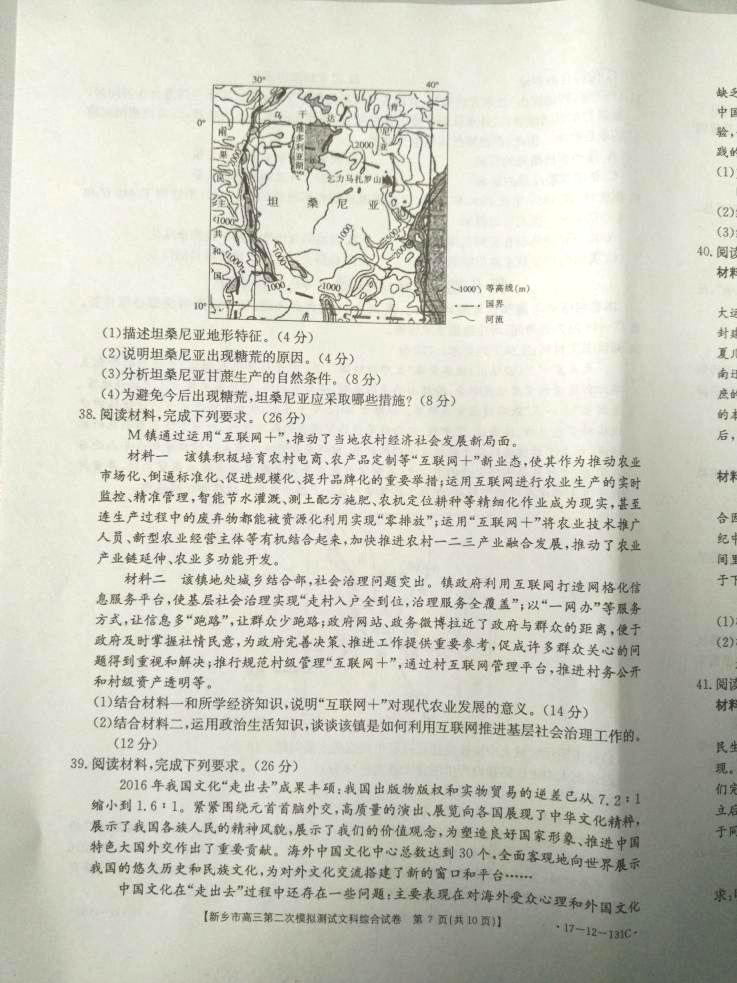 30° 40°
0°
乌 干 达
肯 尼 亚
维多利亚湖
2000
刚 果 民 主 共 和 国
2000
乞力马扎罗山
坦 桑 尼 亚
1000
1000
500
200
1000
1000
1000
1000
10°
1000 等高线(m)
国界
河流
(1)描述坦桑尼亚地形特征。(4 分)
(2)说明坦桑尼亚出现糖荒的原因。(4 分)
(3)分析坦桑尼亚甘蔗生产的自然条件。(8 分)
(4)为避免今后出现糖荒,坦桑尼亚应采取哪些措施? (8 分)
38. 阅读材料,完成下列要求。(26 分)
M 镇通过运用“互联网+”,推动了当地农村经济社会发展新局面。
材料一 该镇积极培育农村电商、农产品定制等“互联网+”新业态,使其作为推动农业
市场化、倒逼标准化、促进规模化、提升品牌化的重要举措;运用互联网进行农业生产的实时
监控、精准管理,智能节水灌溉、测土配方施肥、农机定位耕种等精细化作业成为现实,甚至
连生产过程中的废弃物都能被资源化利用实现“零排放”;运用“互联网+”将农业技术推广
人员、新型农业经营主体等有机结合起来,加快推进农村一二三产业融合发展,推动了农业
产业链延伸、农业多功能开发。
材料二 该镇地处城乡结合部,社会治理问题突出。镇政府利用互联网打造网格化信
息服务平台,使基层社会治理实现“走村入户全到位,治理服务全覆盖”;以“一网办”等服务
方式,让信息多“跑路”,让群众少跑路;政府网站、政务微博拉近了政府与群众的距离,便于
政府及时掌握社情民意,为政府完善决策、推进工作提供重要参考,促成许多群众关心的问
题得到重视和解决;推行规范村级管理“互联网+”,通过村互联网管理平台,推进村务公开
和村级资产透明等。
(1)结合材料一和所学经济知识,说明“互联网+”对现代农业发展的意义。(14 分)
(2)结合材料二,运用政治生活知识,谈谈该镇是如何利用互联网推进基层社会治理工作的。
(12 分)
39. 阅读材料,完成下列要求。(26 分)
2016 年我国文化“走出去”成果丰硕:我国出版物版权和实物贸易的逆差已从 7. 2∶1
缩小到 1. 6∶1。紧紧围绕元首首脑外交,高质量的演出、展览向各国展现了中华文化精粹,
展示了我国各族人民的精神风貌,展示了我们的价值观念,为塑造良好国家形象、推进中国
特色大国外交作出了重要贡献。海外中国文化中心总数达到 30 个,全面客观地向世界展示
我国的悠久历史和民族文化,为对外文化交流搭建了新的窗口和平台……
中国文化在“走出去”过程中还存在一些问题:主要表现在对海外受众心理和外国文化
【新乡市高三第二次模拟测试文科综合试卷 第 7 页(共 10 页)】
·17-12-131C·
缺乏
中国
验,
践的
(1)
(2)
(3)
40. 阅读
材料
大运
封建
夏
南迁
庶的
的本
后,
材料
合
纪中
间
于
(1)
(2)
41. 阅读
材料
民生
现。
们
立后
于
求: